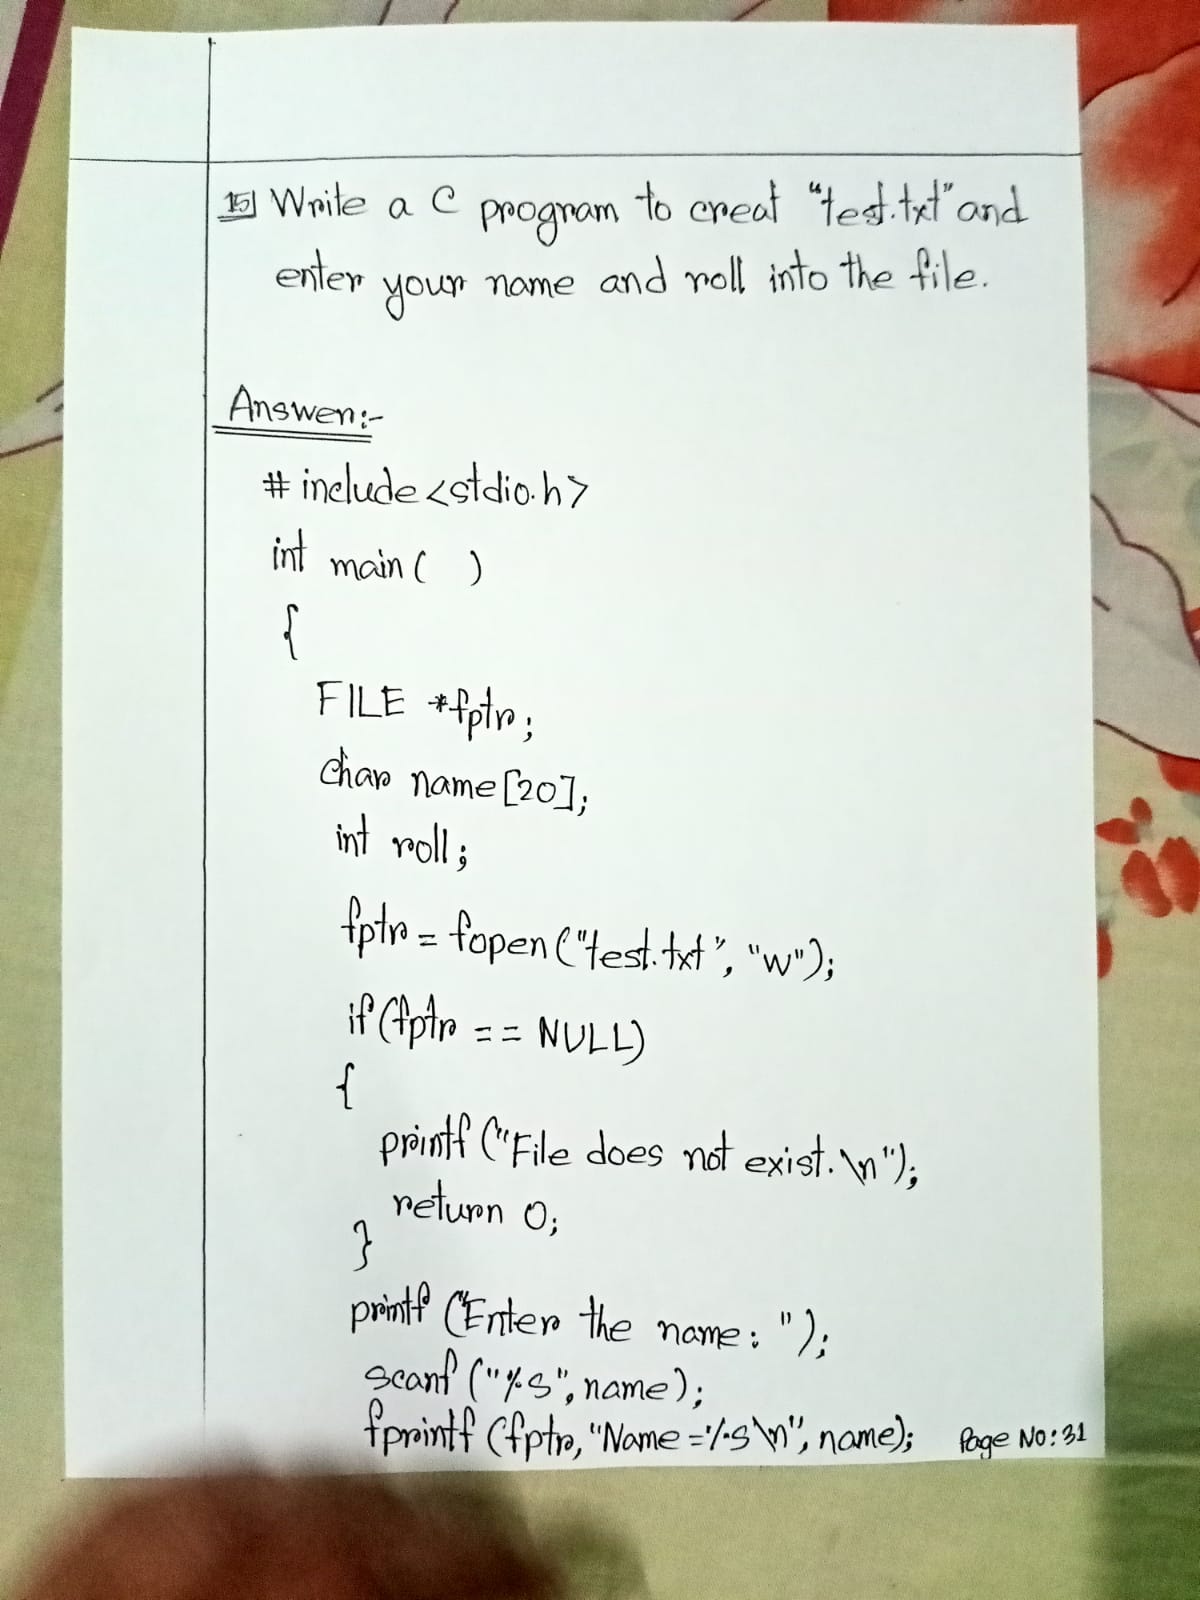 15] Write a C program to creat "test.txt" and
enter your name and roll into the file.
Answer:-
# include <stdio.h>
int main( )
{
FILE *fptr;
char name [20];
int roll;
fptr = fopen ("test.txt", "w");
if (fptr == NULL)
{
printf ("File does not exist. \n");
return 0;
}
printf ("Enter the name: ");
scanf ("%s", name);
fprintf (fptr, "Name =%s\n", name);
Page No: 31